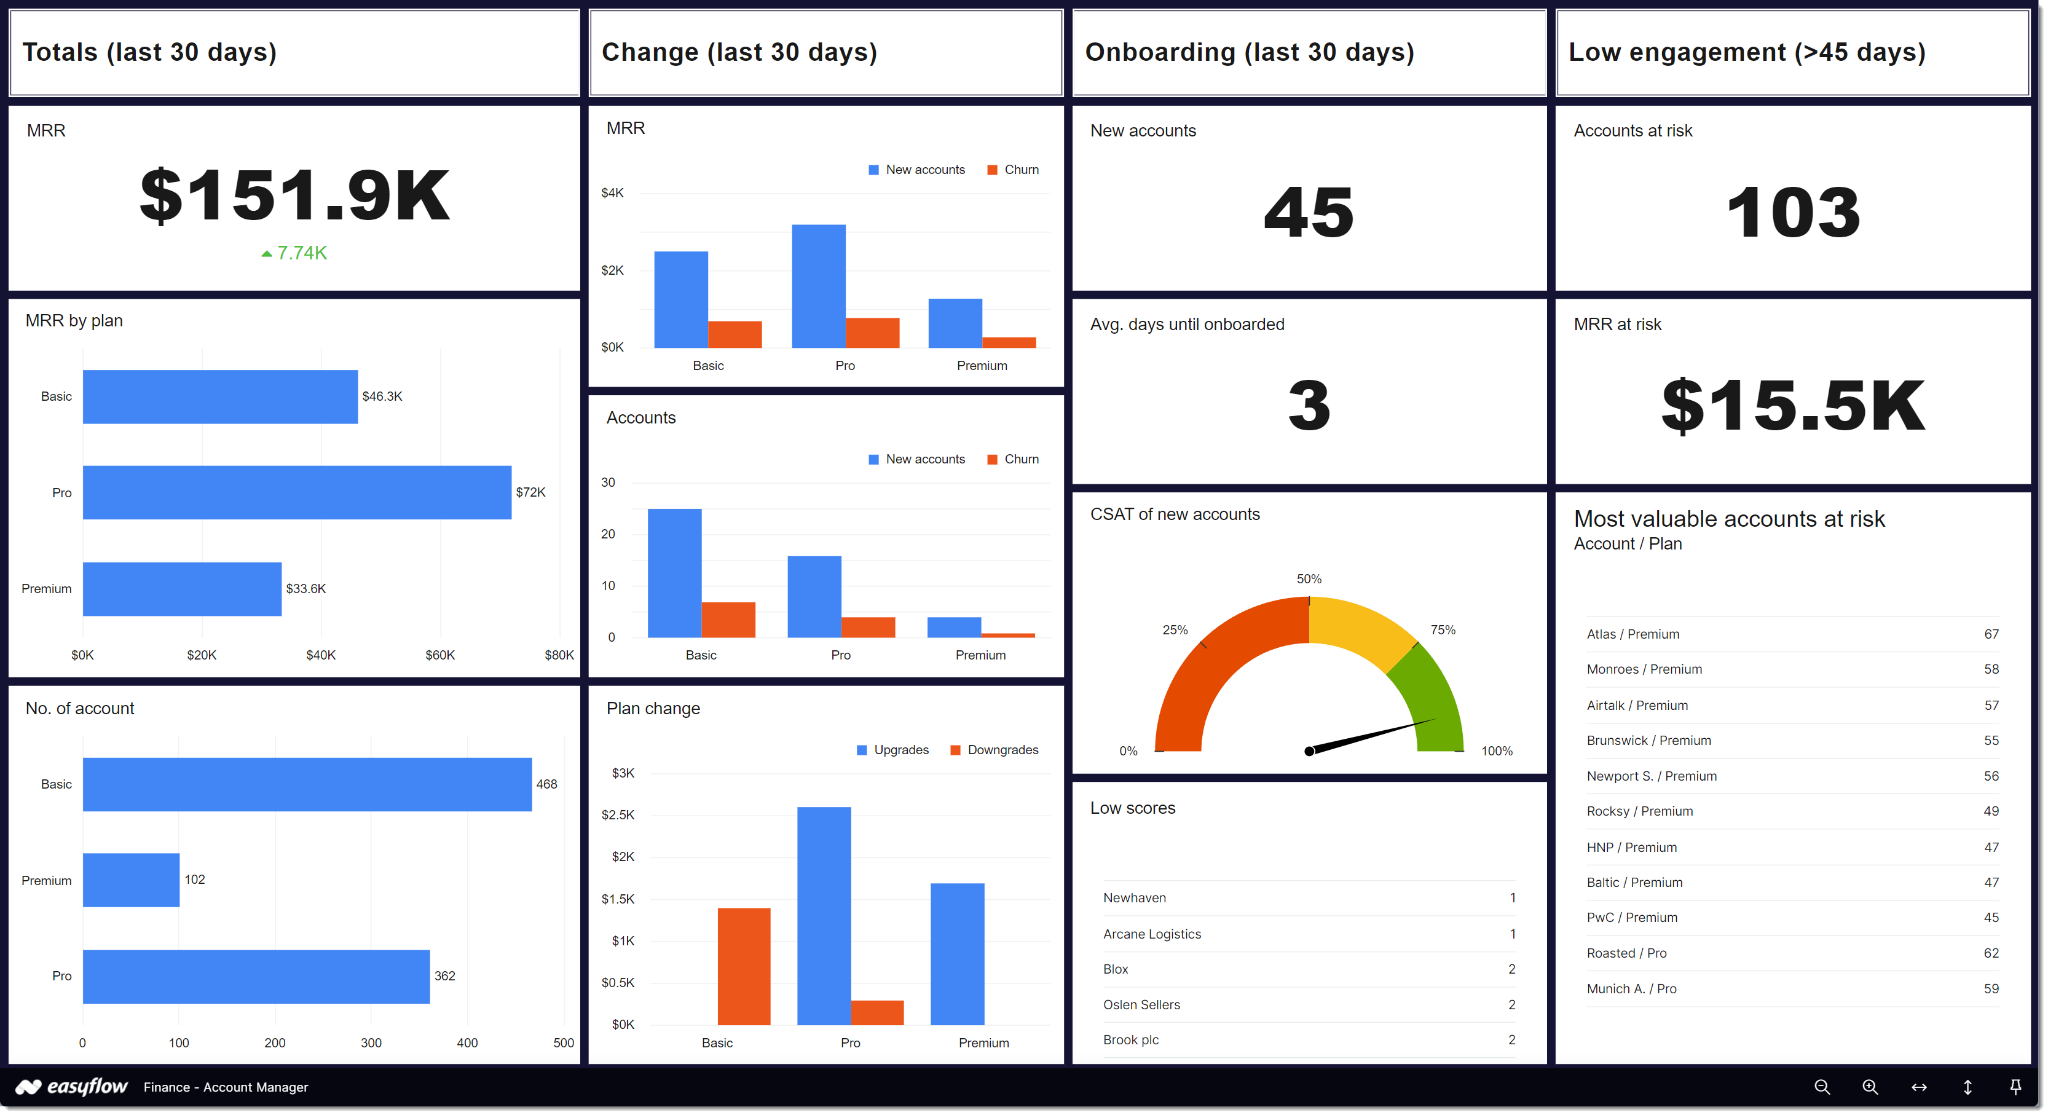 Totals (last 30 days)
MRR
$151.9K
7.74K
MRR by plan
Basic
$46.3K
Pro
$72K
Premium
$33.6K
$0K
$20K
$40K
$60K
$80K
No. of account
Basic
468
Premium
102
Pro
362
0
100
200
300
400
500
Change (last 30 days)
MRR
New accounts
Churn
$4K
$2K
$0K
Basic
Pro
Premium
Accounts
New accounts
Churn
30
20
10
0
Basic
Pro
Premium
Plan change
Upgrades
Downgrades
$3K
$2.5K
$2K
$1.5K
$1K
$0.5K
$0K
Basic
Pro
Premium
Onboarding (last 30 days)
New accounts
45
Avg. days until onboarded
3
CSAT of new accounts
0%
25%
50%
75%
100%
Low scores
Newhaven 1
Arcane Logistics 1
Blox 2
Oslen Sellers 2
Brook plc 2
Low engagement (>45 days)
Accounts at risk
103
MRR at risk
$15.5K
Most valuable accounts at risk
Account / Plan
Atlas / Premium 67
Monroes / Premium 58
Airtalk / Premium 57
Brunswick / Premium 55
Newport S. / Premium 56
Rocksy / Premium 49
HNP / Premium 47
Baltic / Premium 47
PwC / Premium 45
Roasted / Pro 62
Munich A. / Pro 59
easyflow
Finance - Account Manager